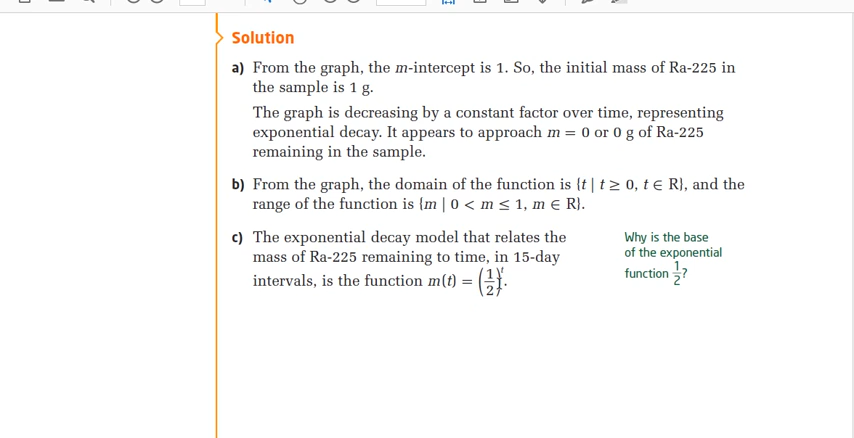 Solution
a) From the graph, the m-intercept is 1. So, the initial mass of Ra-225 in
the sample is 1 g.
The graph is decreasing by a constant factor over time, representing
exponential decay. It appears to approach m = 0 or 0 g of Ra-225
remaining in the sample.
b) From the graph, the domain of the function is {t | t ≥ 0, t ∈ R}, and the
range of the function is {m | 0 < m ≤ 1, m ∈ R}.
c) The exponential decay model that relates the
mass of Ra-225 remaining to time, in 15-day
intervals, is the function m(t) = (1/2)^t.
Why is the base
of the exponential
function 1/2?